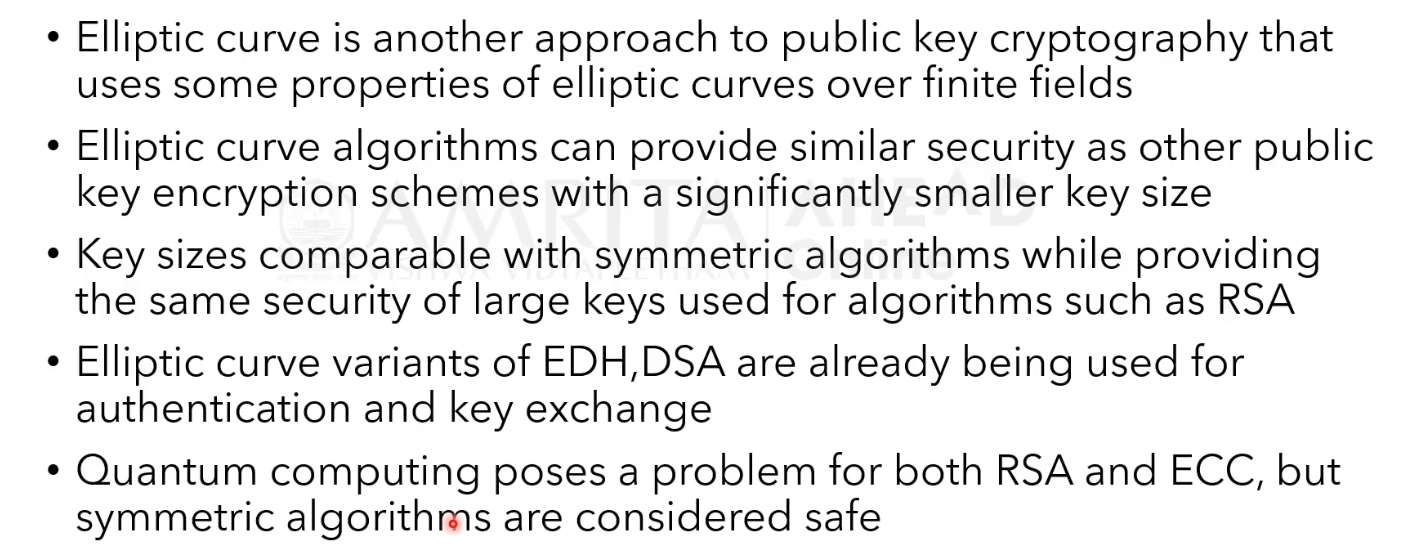 • Elliptic curve is another approach to public key cryptography that
uses some properties of elliptic curves over finite fields
• Elliptic curve algorithms can provide similar security as other public
key encryption schemes with a significantly smaller key size
• Key sizes comparable with symmetric algorithms while providing
the same security of large keys used for algorithms such as RSA
• Elliptic curve variants of EDH,DSA are already being used for
authentication and key exchange
• Quantum computing poses a problem for both RSA and ECC, but
symmetric algorithms are considered safe
AMRITA
VISHWA VIDYAPEETHAM
AHEAD
Online